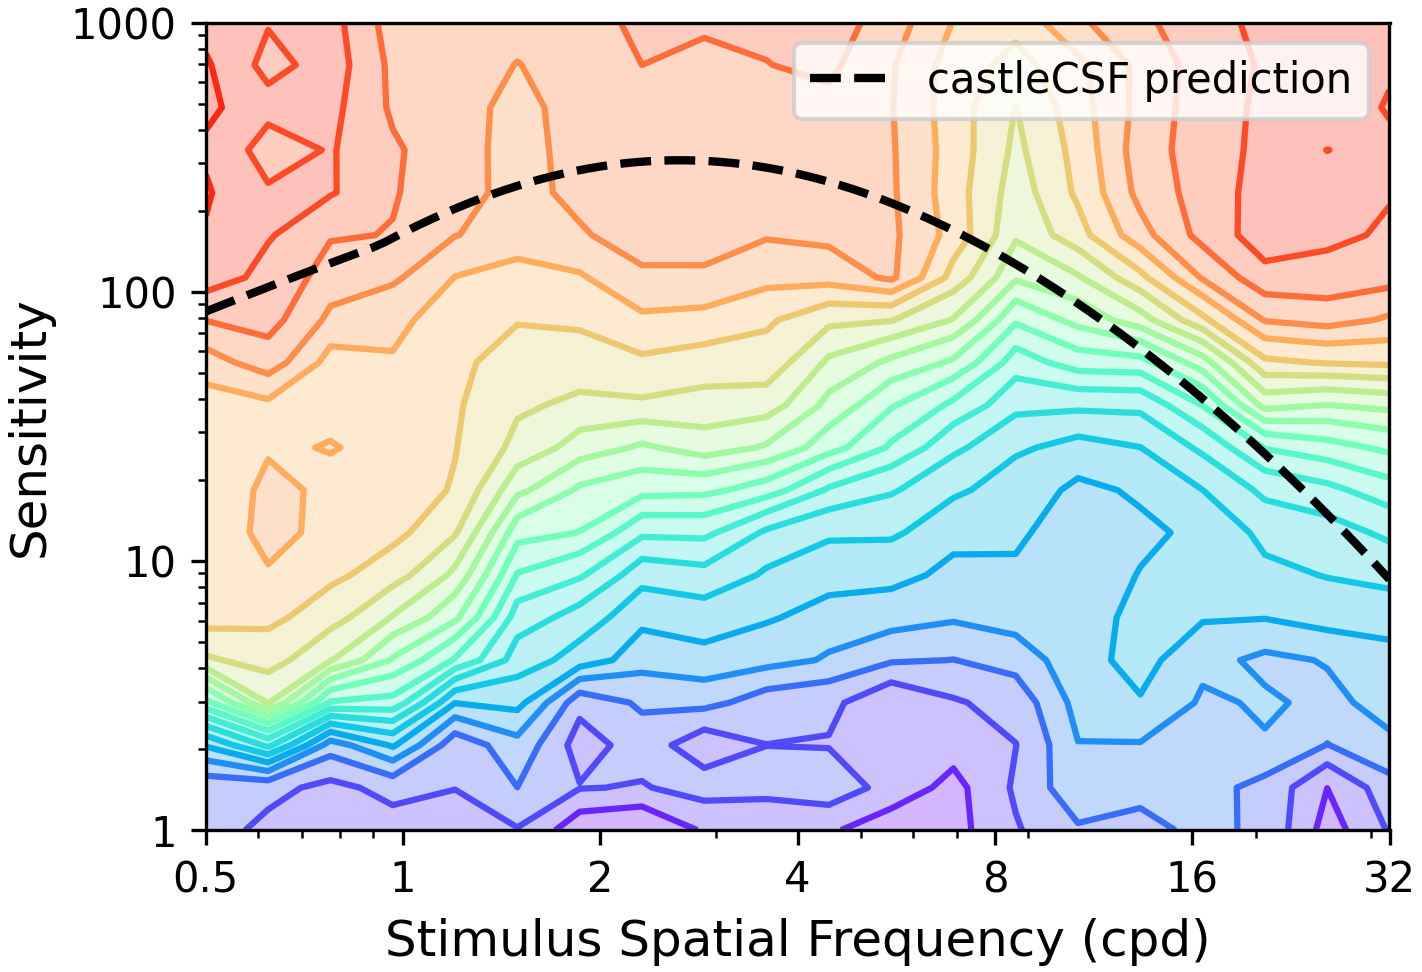 1000
castleCSF prediction
100
Sensitivity
10
1
0.5 1 2 4 8 16 32
Stimulus Spatial Frequency (cpd)